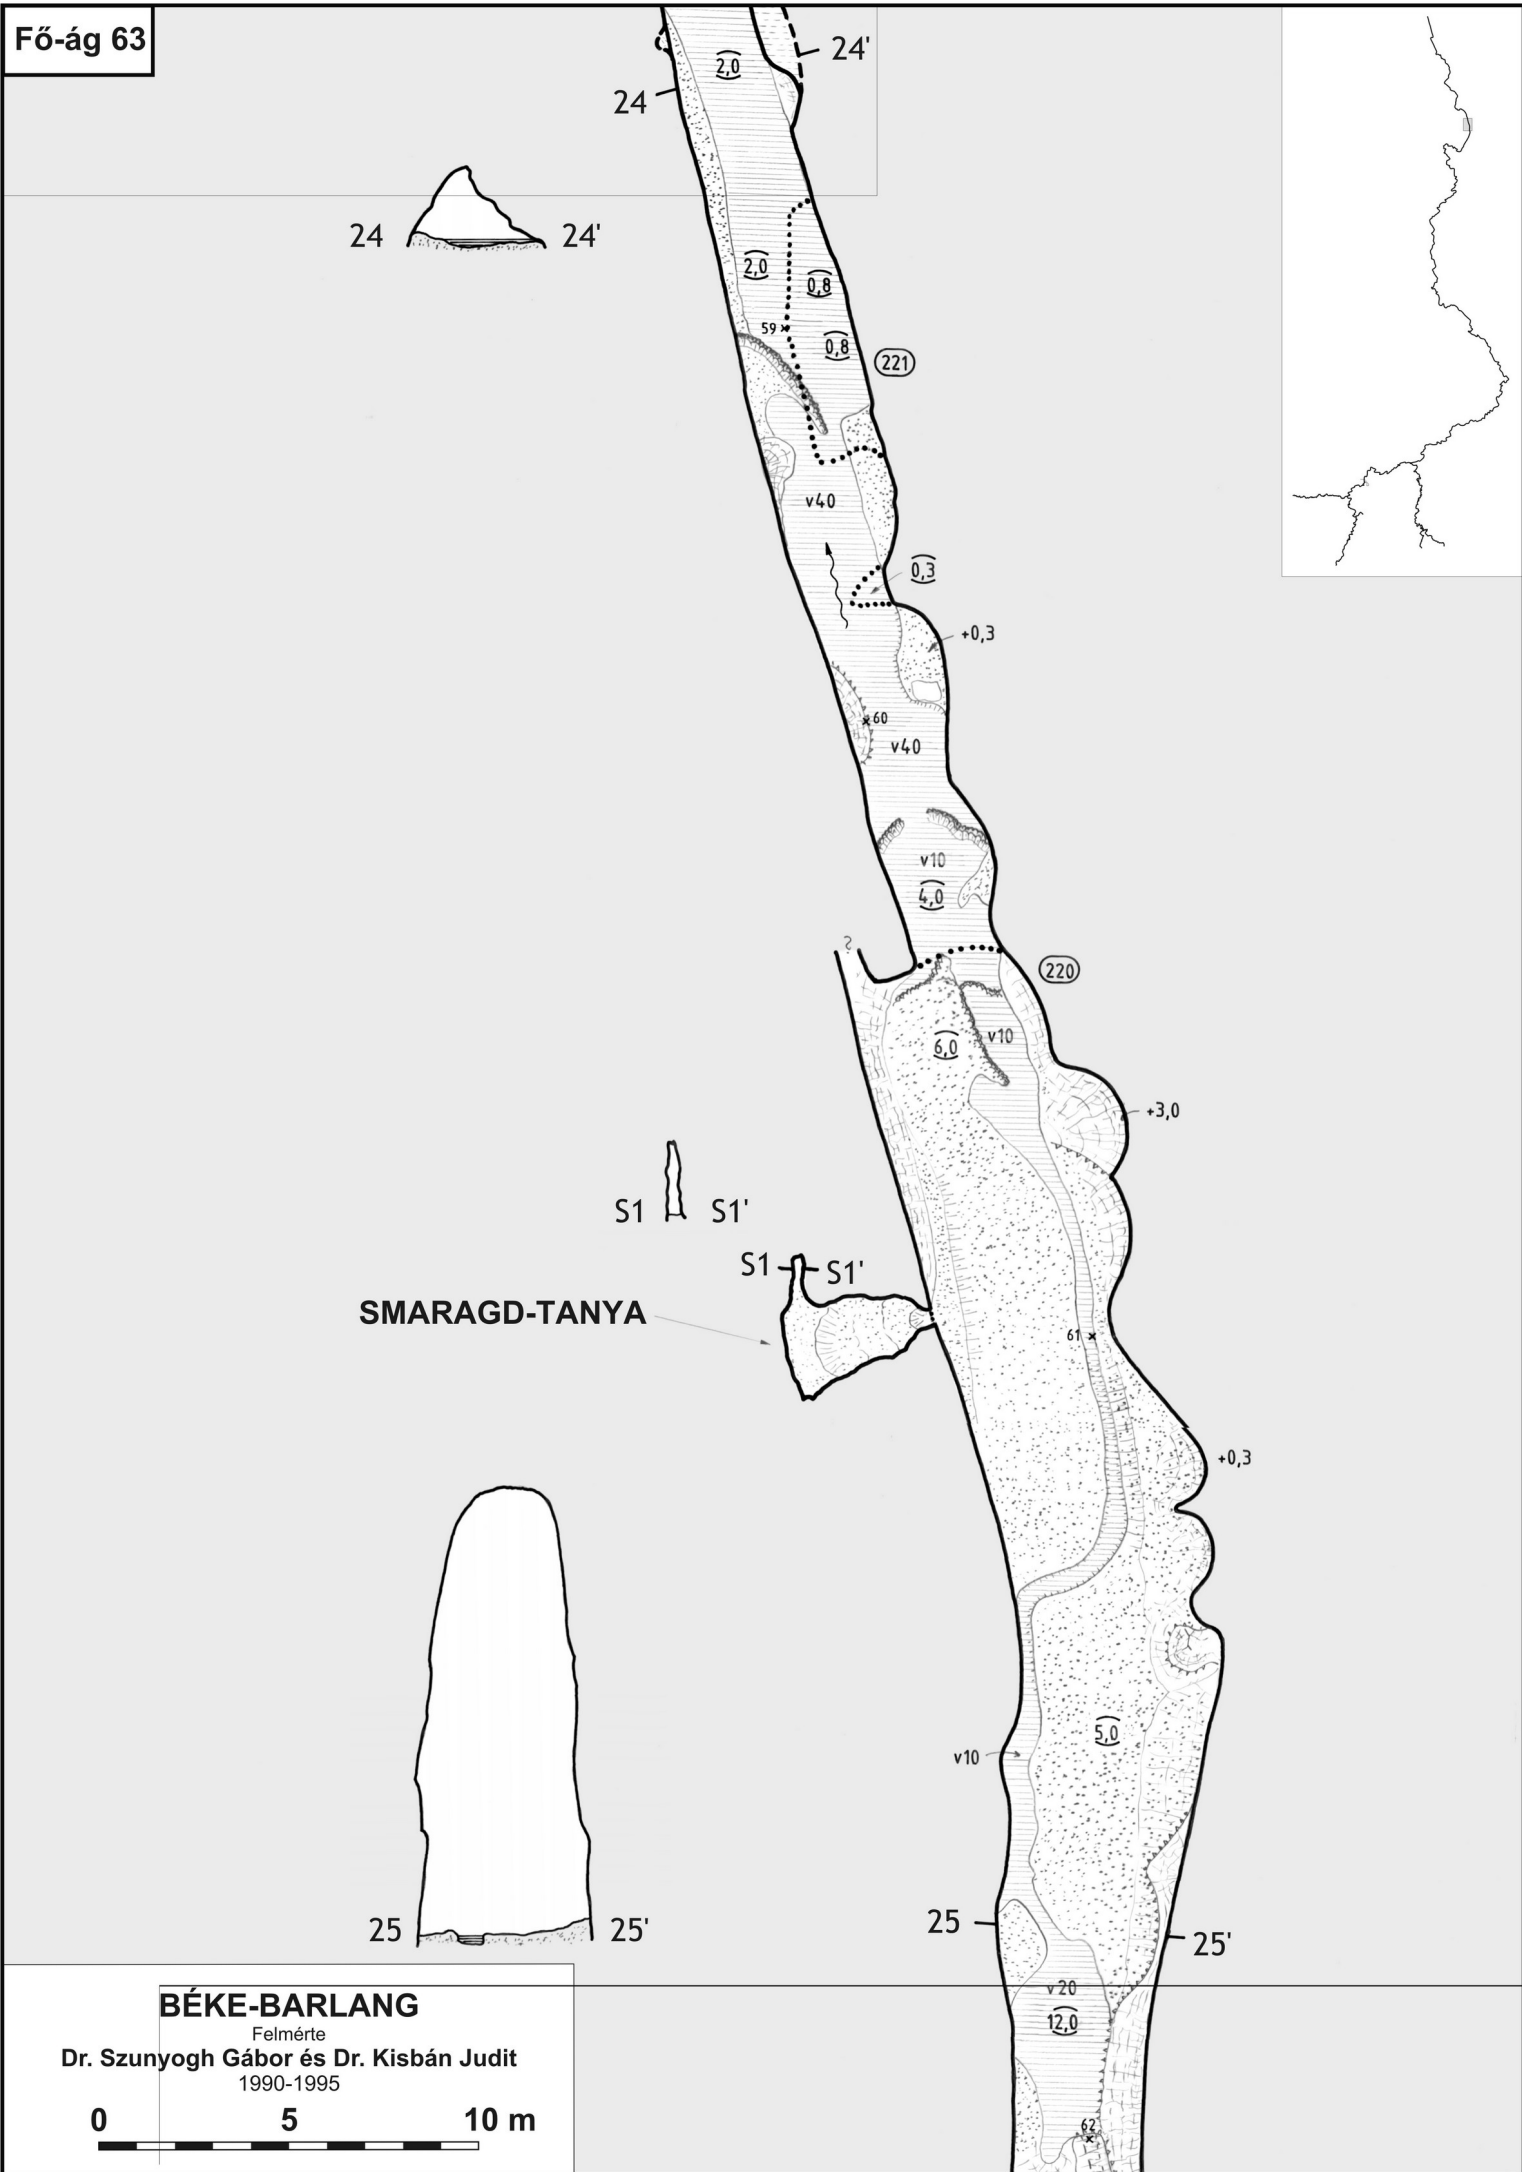 Fő-ág 63
2,0
24'
24
24 24'
2,0
0,8
59
0,8
221
v40
0,3
+0,3
60
v40
v10
4,0
?
220
v10
6,0
+3,0
S1 S1'
S1 S1'
SMARAGD-TANYA
61
+0,3
5,0
v10
25 25'
25 25'
v20
12,0
62
BÉKE-BARLANG
Felmérte
Dr. Szunyogh Gábor és Dr. Kisbán Judit
1990-1995
0 5 10 m